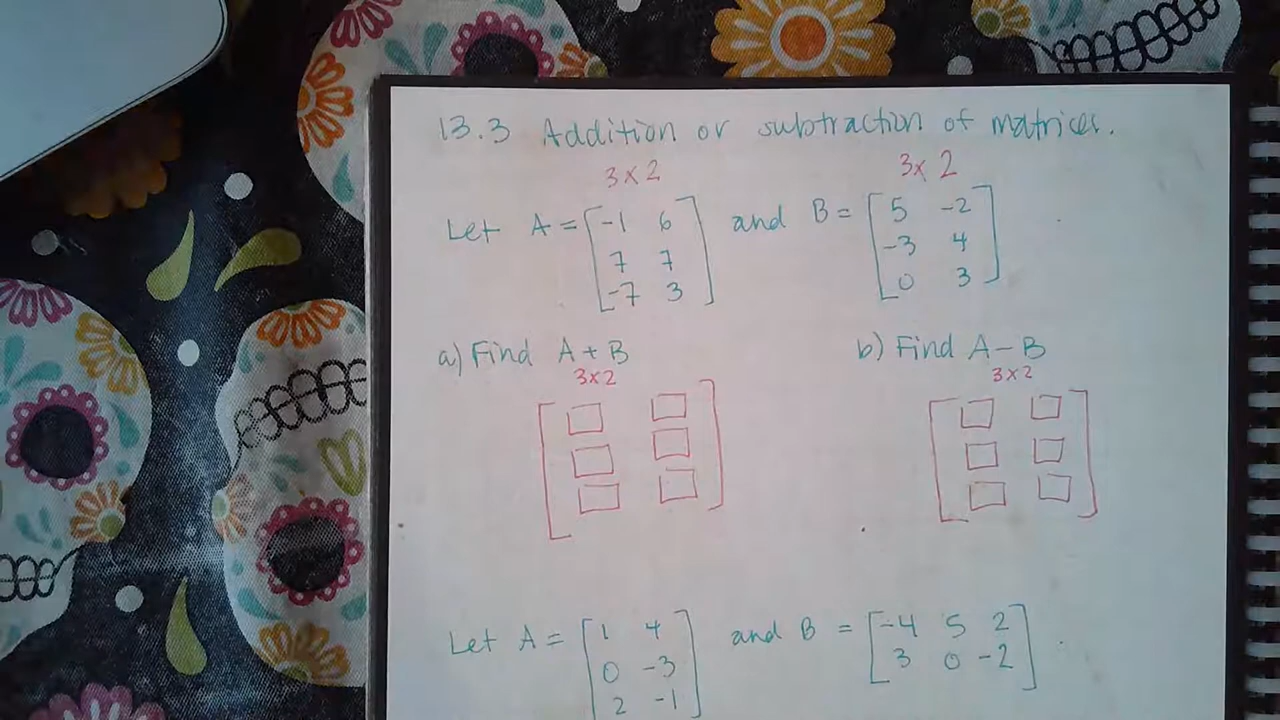 13.3 Addition or subtraction of matrices.
3x2 3x2
Let A = [-1 6 and B = [5 -2
7 7 -3 4
-7 3] 0 3]
a) Find A + B b) Find A - B
3x2 3x2
Let A = [1 4 and B = [-4 5 2
0 -3 3 0 -2].
2 -1